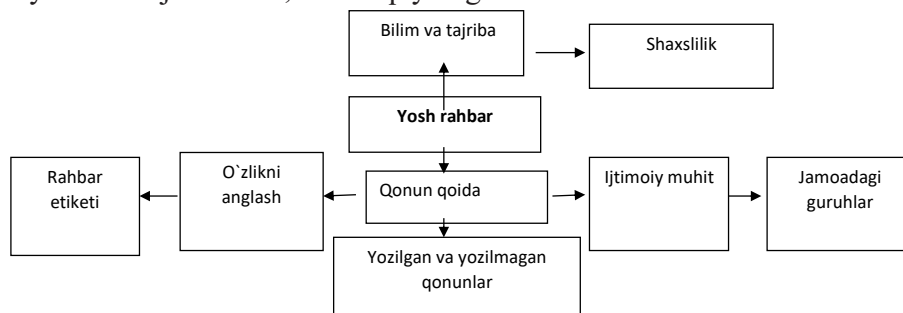 Bilim va tajriba
Shaxslilik
Yosh rahbar
Rahbar
etiketi
O`zlikni
anglash
Qonun qoida
Ijtimoiy muhit
Jamoadagi
guruhlar
Yozilgan va yozilmagan
qonunlar